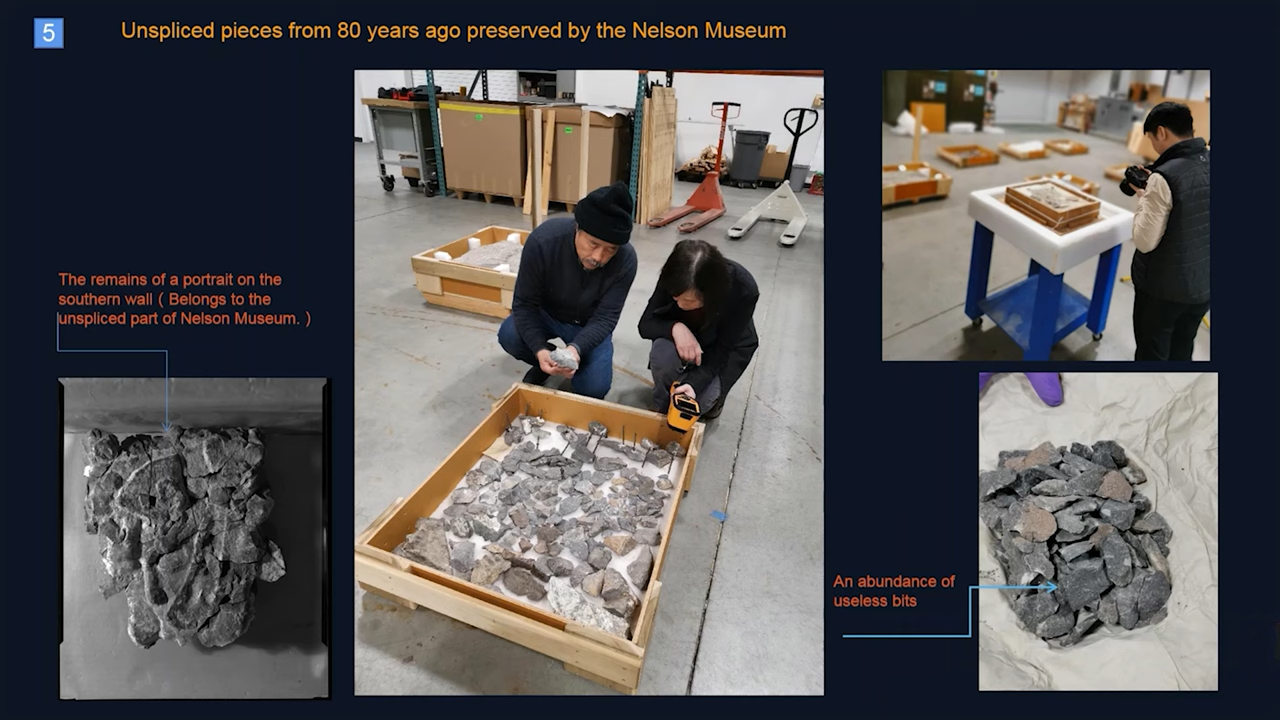 5
Unspliced pieces from 80 years ago preserved by the Nelson Museum
The remains of a portrait on the
southern wall ( Belongs to the
unspliced part of Nelson Museum. )
An abundance of
useless bits